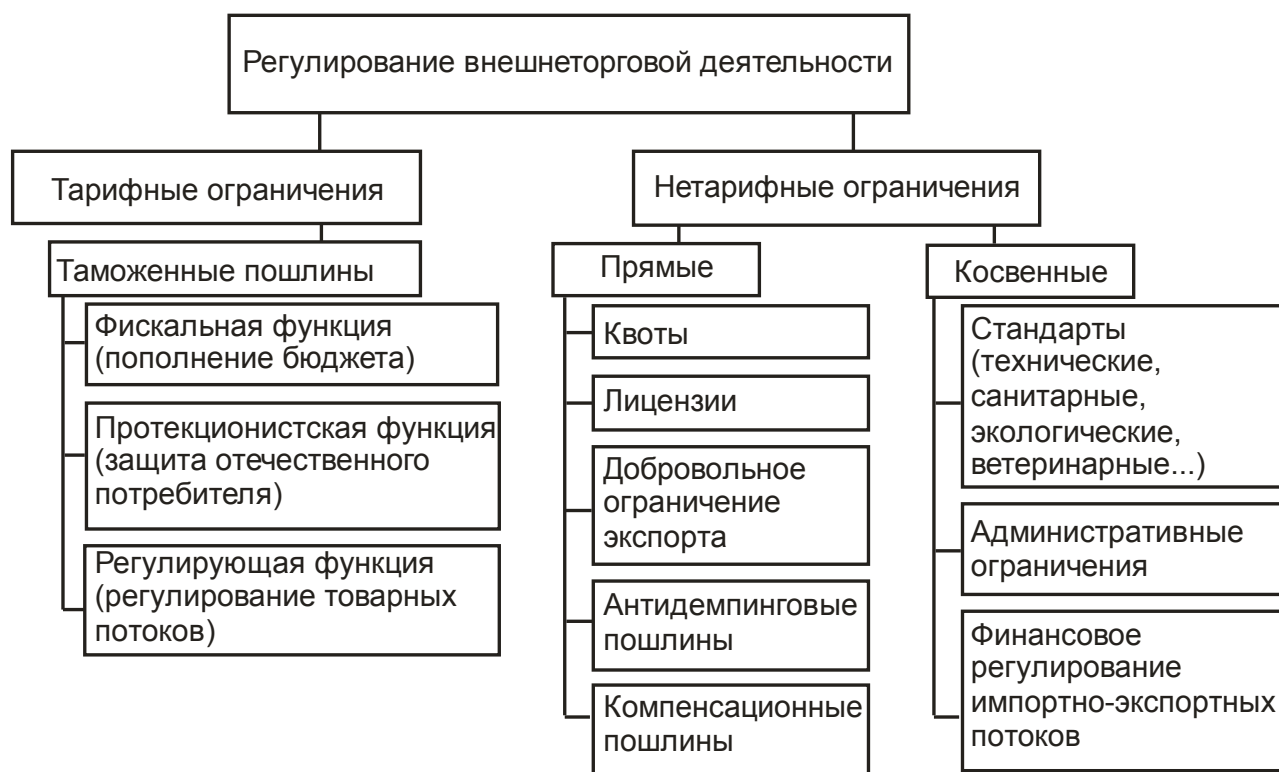 Регулирование внешнеторговой деятельности
Тарифные ограничения
Таможенные пошлины
Фискальная функция
(пополнение бюджета)
Протекционистская функция
(защита отечественного
потребителя)
Регулирующая функция
(регулирование товарных
потоков)
Нетарифные ограничения
Прямые
Квоты
Лицензии
Добровольное
ограничение
экспорта
Антидемпинговые
пошлины
Компенсационные
пошлины
Косвенные
Стандарты
(технические,
санитарные,
экологические,
ветеринарные...)
Административные
ограничения
Финансовое
регулирование
импортно-экспортных
потоков